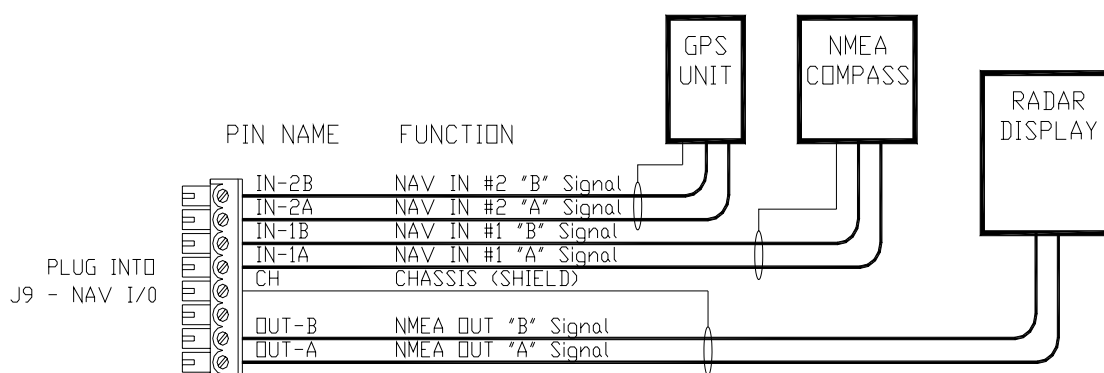 GPS
UNIT
NMEA
COMPASS
RADAR
DISPLAY
PIN NAME FUNCTION
IN-2B NAV IN #2 "B" Signal
IN-2A NAV IN #2 "A" Signal
IN-1B NAV IN #1 "B" Signal
IN-1A NAV IN #1 "A" Signal
CH CHASSIS (SHIELD)
PLUG INTO
J9 - NAV I/O
OUT-B NMEA OUT "B" Signal
OUT-A NMEA OUT "A" Signal